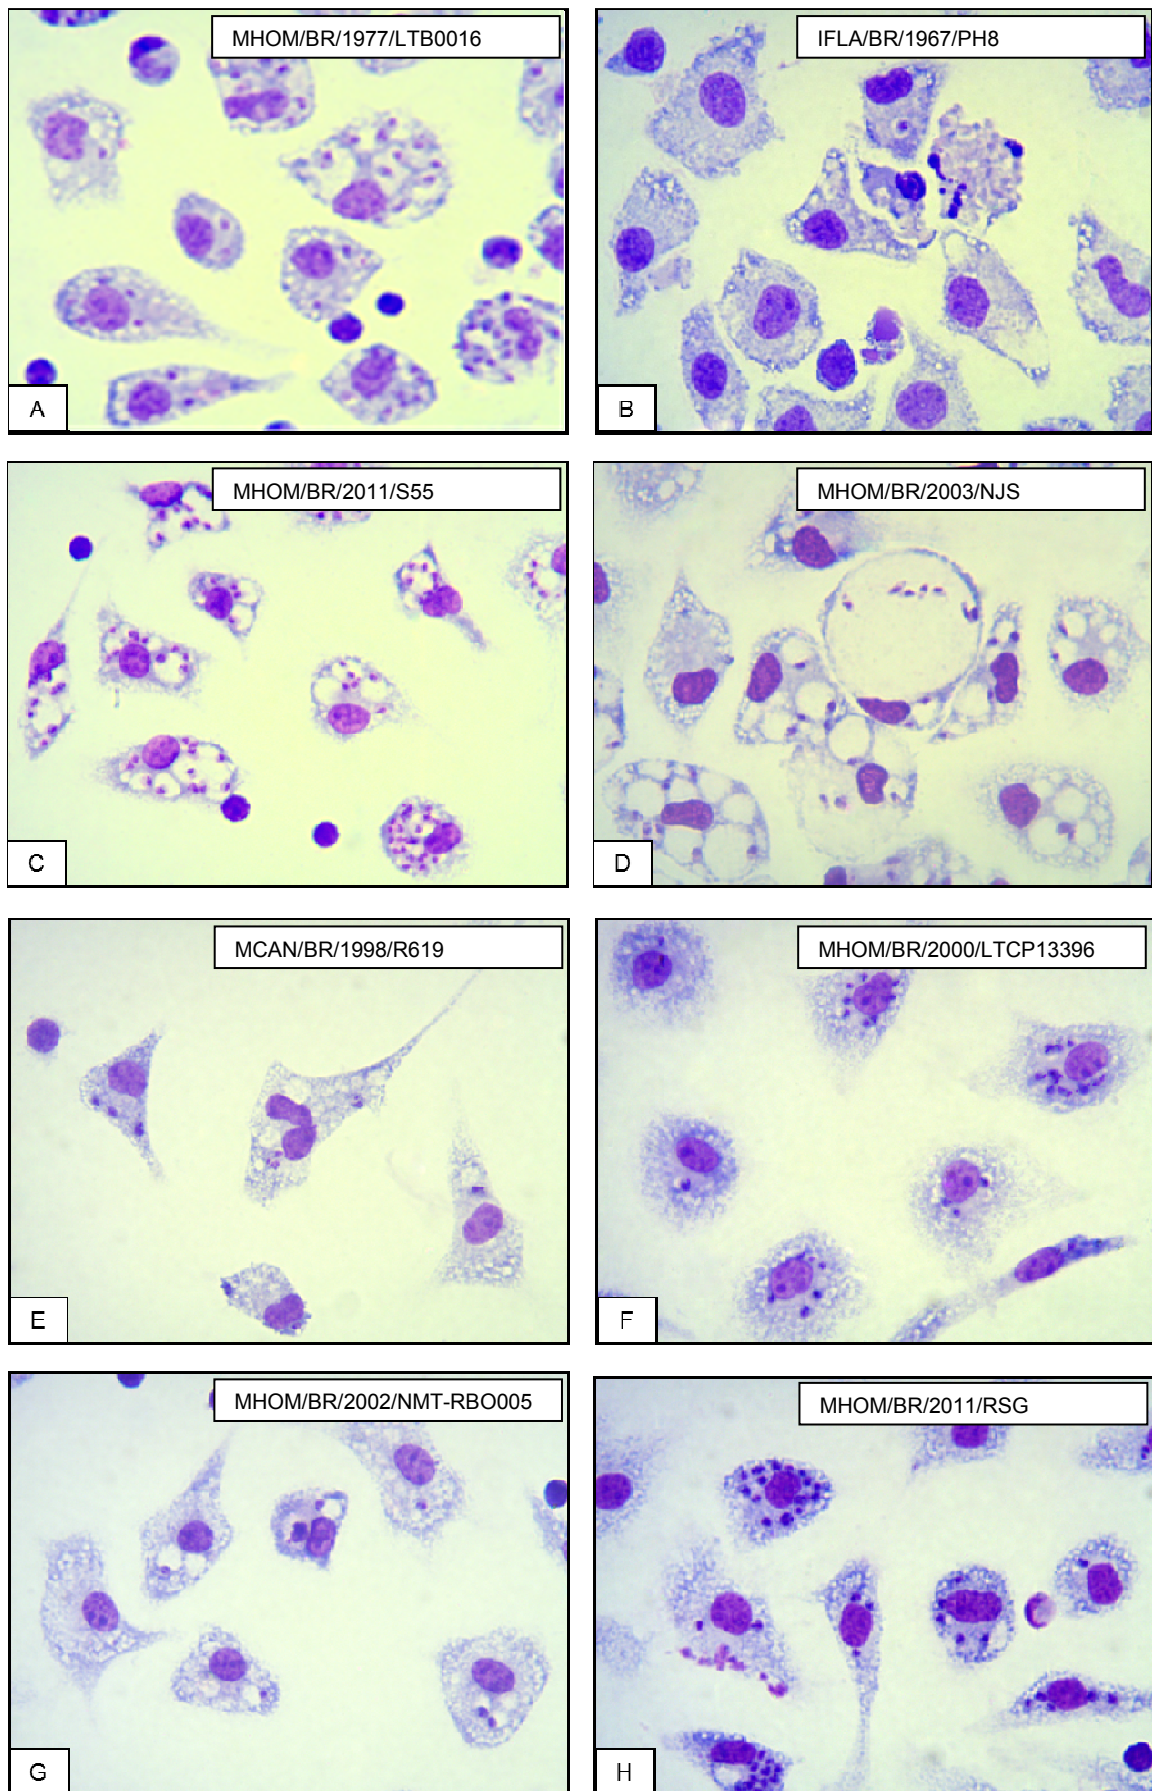 MHOM/BR/1977/LTB0016
A
IFLA/BR/1967/PH8
B
MHOM/BR/2011/S55
C
MHOM/BR/2003/NJS
D
MCAN/BR/1998/R619
E
MHOM/BR/2000/LTCP13396
F
MHOM/BR/2002/NMT-RBO005
G
MHOM/BR/2011/RSG
H